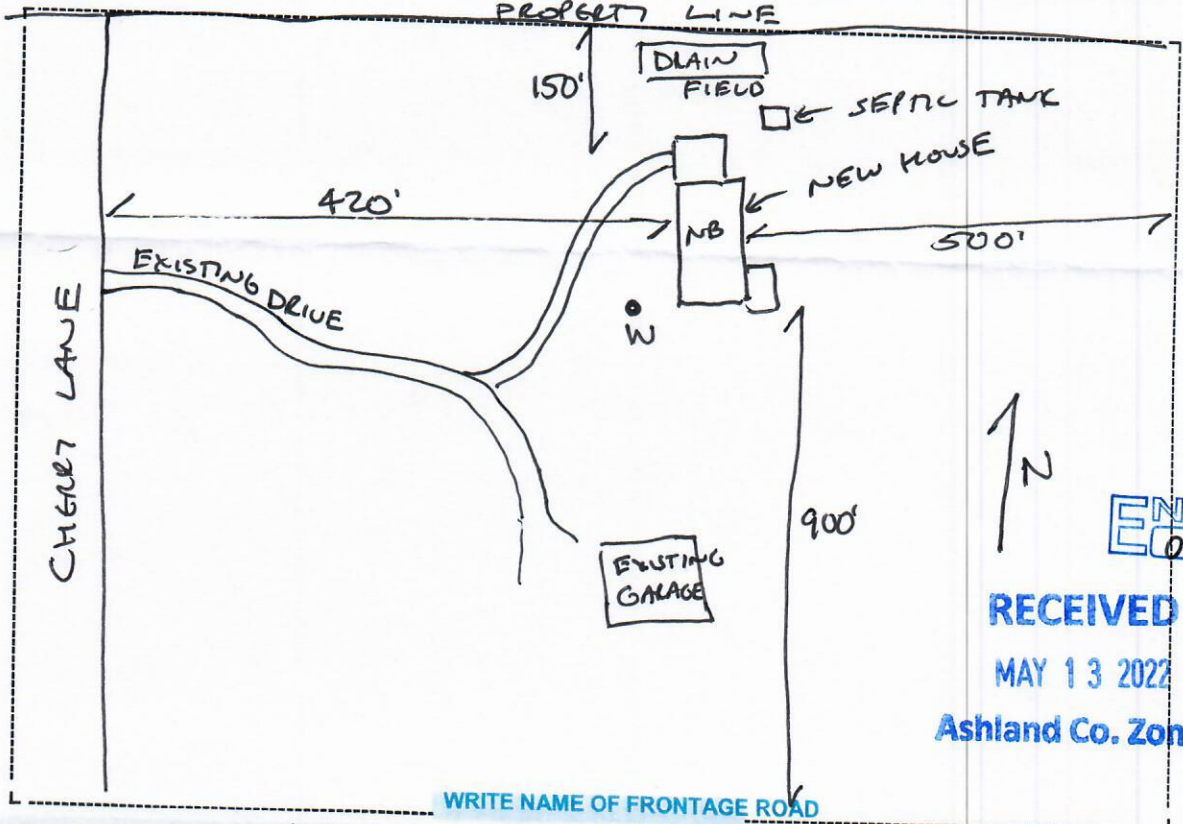 PROPERTY LINE
150'
DRAIN
FIELD
SEPTIC TANK
NEW HOUSE
420'
NB
500'
EXISTING DRIVE
W
CHERRY LANE
N
900'
EXISTING
GARAGE
RECEIVED
MAY 13 2022
Ashland Co. Zon
WRITE NAME OF FRONTAGE ROAD